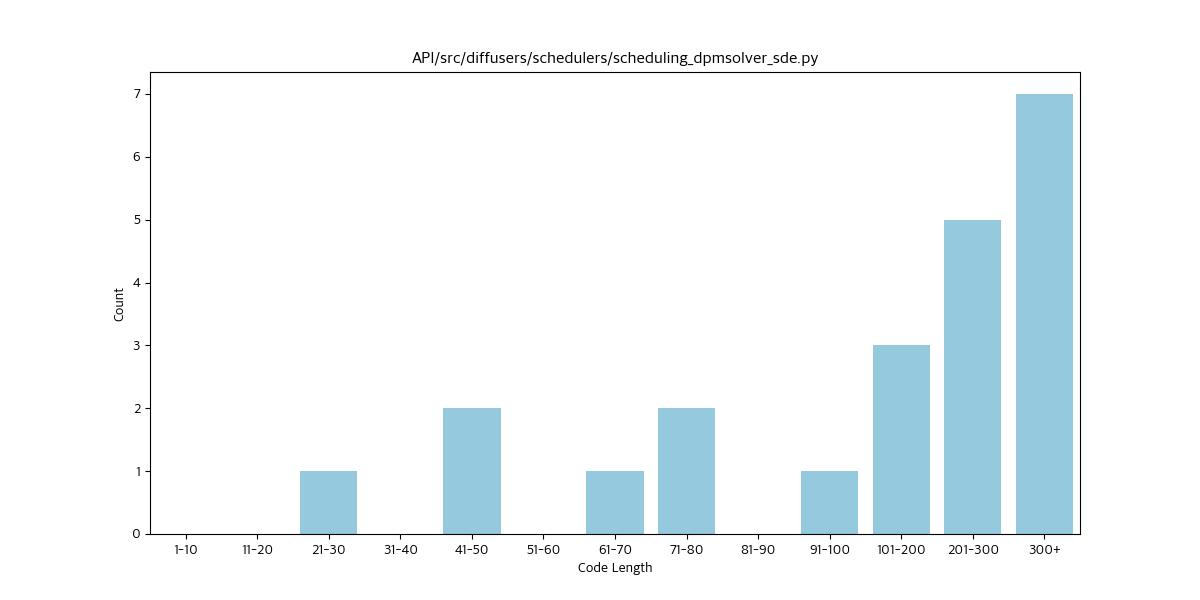 API/src/diffusers/schedulers/scheduling_dpmsolver_sde.py
7
6
5
4
3
2
1
0
Count
1-10 11-20 21-30 31-40 41-50 51-60 61-70 71-80 81-90 91-100 101-200 201-300 300+
Code Length